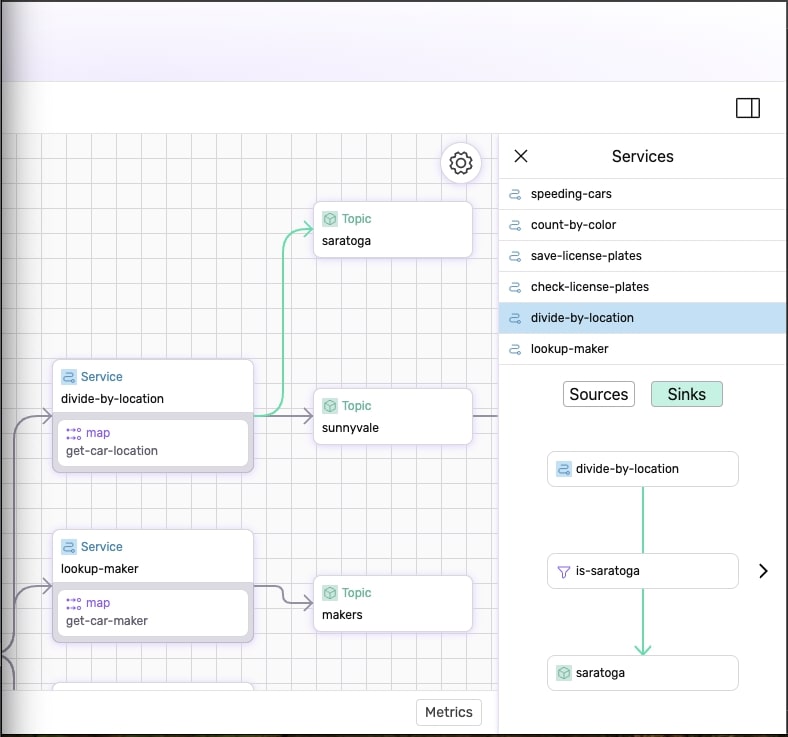 Topic
saratoga
Service
divide-by-location
map
get-car-location
Topic
sunnyvale
Service
lookup-maker
map
get-car-maker
Topic
makers
Metrics
Services
speeding-cars
count-by-color
save-license-plates
check-license-plates
divide-by-location
lookup-maker
Sources
Sinks
divide-by-location
is-saratoga
saratoga